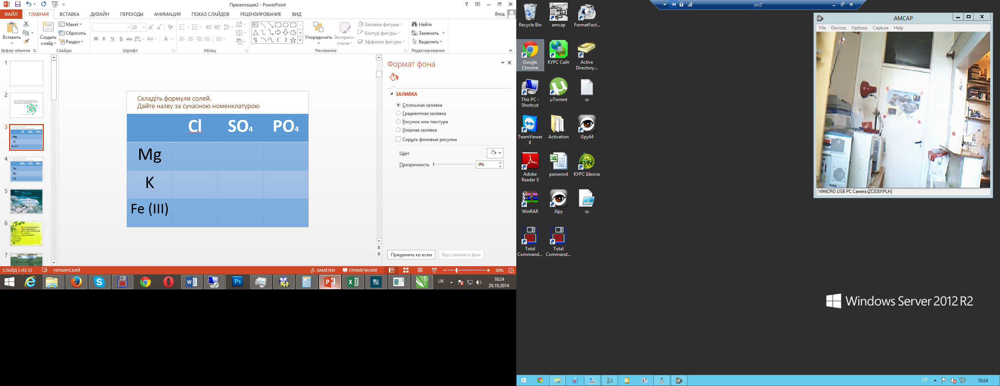 Презентация2 - PowerPoint
ФАЙЛ ГЛАВНАЯ ВСТАВКА ДИЗАЙН ПЕРЕХОДЫ АНИМАЦИЯ ПОКАЗ СЛАЙДОВ РЕЦЕНЗИРОВАНИЕ ВИД Вход
Вставить
Буфер обмена
Создать слайд
Макет
Сбросить
Раздел
Слайды
28
Ж К Ч S abc AV Aa A
Шрифт
Абзац
Упорядочить
Экспресс-стили
Заливка фигуры
Контур фигуры
Эффекты фигуры
Рисование
Найти
Заменить
Выделить
Редактирование
1
2
3
4
5
6
7
Складіть формули солей.
Дайте назву за сучасною номенклатурою
Cl SO4 PO4
Mg
K
Fe (III)
Формат фона
ЗАЛИВКА
Сплошная заливка
Градиентная заливка
Рисунок или текстура
Узорная заливка
Скрыть фоновые рисунки
Цвет
Прозрачность 0%
Применить ко всем Восстановить фон
СЛАЙД 3 ИЗ 33 УКРАИНСКИЙ ЗАМЕТКИ ПРИМЕЧАНИЯ 50%
UK 10:24
20.10.2014
srv2
Recycle Bin
amcap
FormatFact...
Google Chrome
КУРС Сайт
Active Directory...
This PC - Shortcut
µTorrent
ss
TeamViewer 8
Activation
iSpy64
Adobe Reader X
password
КУРС Школа
WinRAR
iSpy
ss
Total Command...
Total Command...
AMCAP
File Devices Options Capture Help
VIMICRO USB PC Camera (ZC0301PLH)
Windows Server 2012 R2
UK 10:24